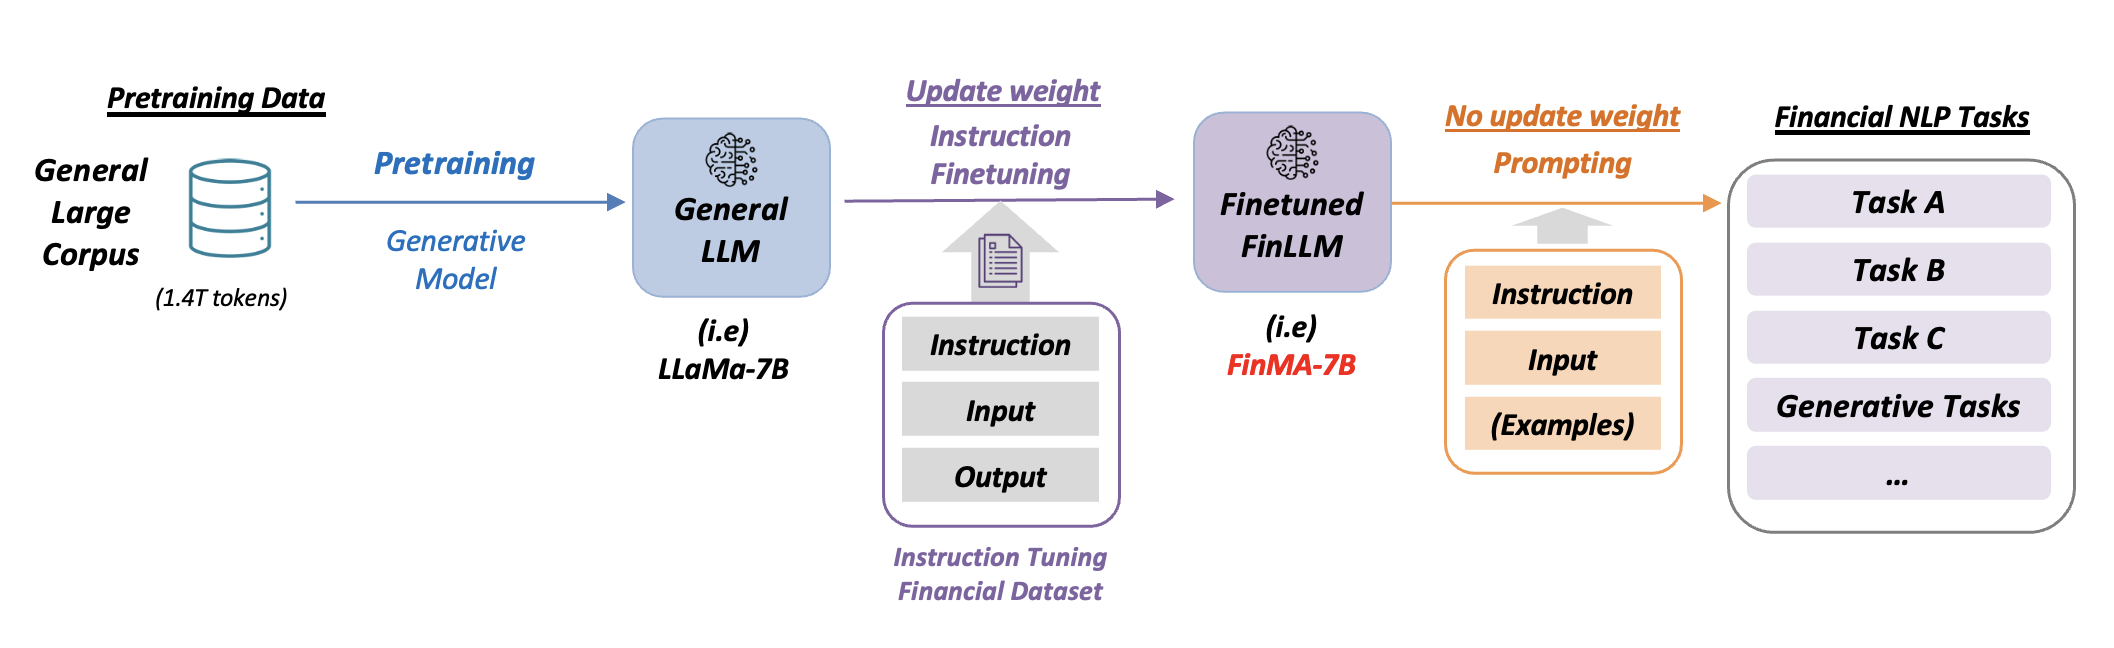 Pretraining Data
General
Large
Corpus
(1.4T tokens)
Pretraining
Generative
Model
General
LLM
(i.e)
LLaMa-7B
Update weight
Instruction
Finetuning
Instruction
Input
Output
Instruction Tuning
Financial Dataset
Finetuned
FinLLM
(i.e)
FinMA-7B
No update weight
Prompting
Instruction
Input
(Examples)
Financial NLP Tasks
Task A
Task B
Task C
Generative Tasks
...